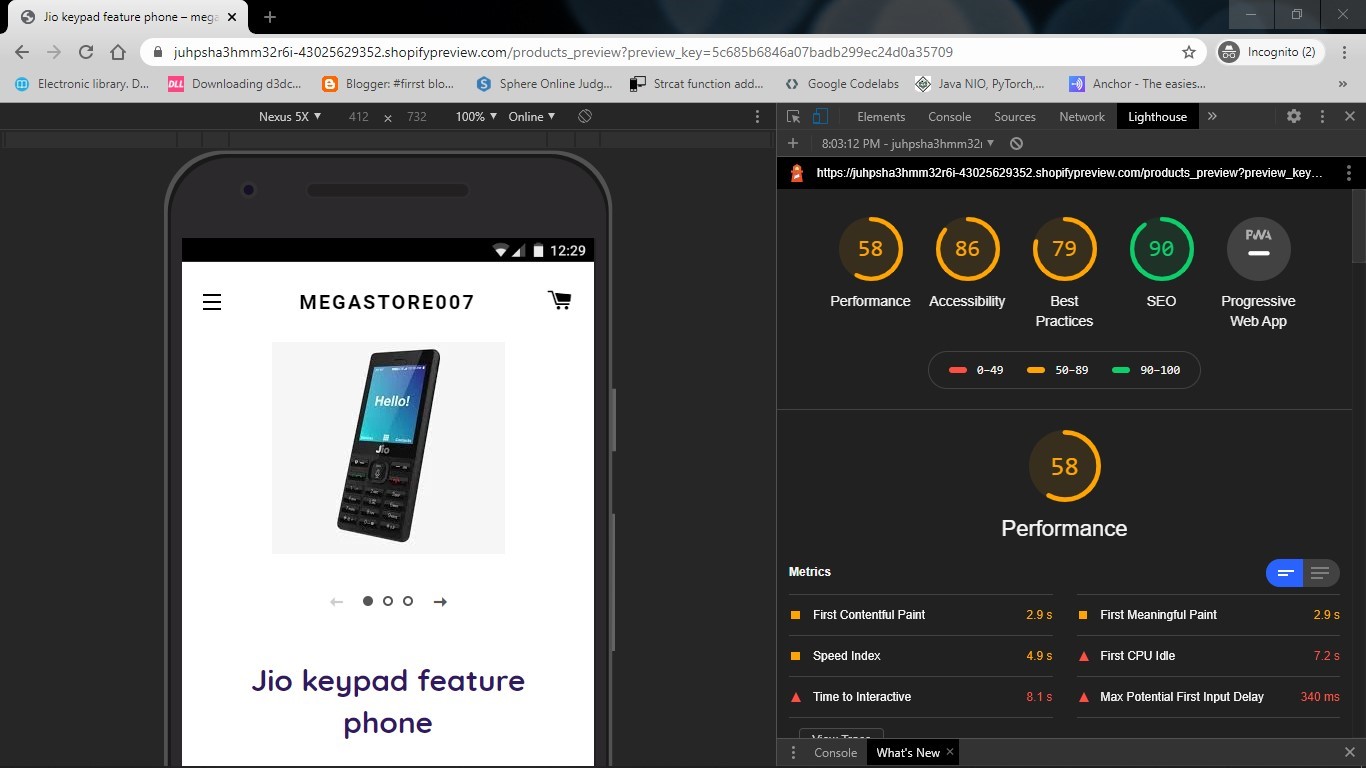 Jio keypad feature phone – mega
juhpsha3hmm32r6i-43025629352.shopifypreview.com/products_preview?preview_key=5c685b6846a07badb299ec24d0a35709
Incognito (2)
Electronic library. D...
DLL Downloading d3dc...
Blogger: #firrst blo...
S Sphere Online Judg...
Strcat function add...
Google Codelabs
Java NIO, PyTorch,...
Anchor - The easies...
»
Nexus 5X ▼ 412 × 732 100% ▼ Online ▼
Elements Console Sources Network Lighthouse »
8:03:12 PM - juhpsha3hmm32
https://juhpsha3hmm32r6i-43025629352.shopifypreview.com/products_preview?preview_key...
12:29
MEGASTORE007
Hello!
Contacts
Jio
Jio keypad feature
phone
58 86 79 90 PWA
Performance Accessibility Best SEO Progressive
Practices Web App
0–49 50–89 90–100
58
Performance
Metrics
First Contentful Paint 2.9 s
First Meaningful Paint 2.9 s
Speed Index 4.9 s
First CPU Idle 7.2 s
Time to Interactive 8.1 s
Max Potential First Input Delay 340 ms
View Trace
Console What's New